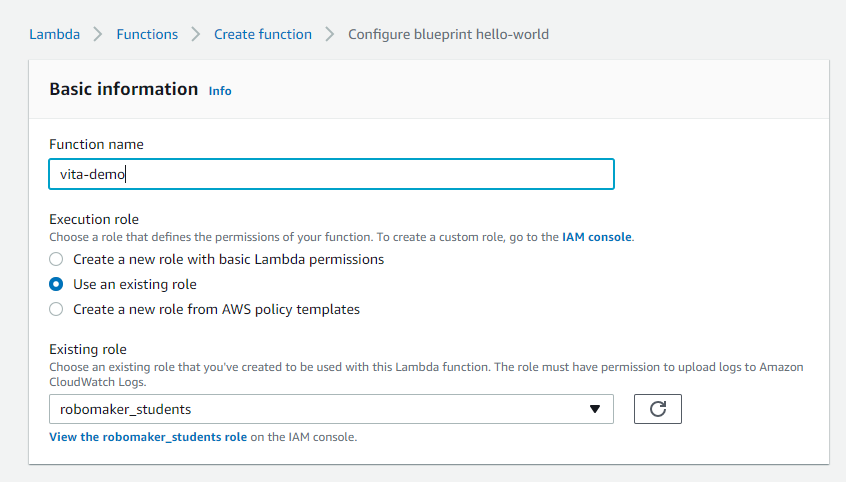 Lambda > Functions > Create function > Configure blueprint hello-world
Basic information Info
Function name
vita-demo
Execution role
Choose a role that defines the permissions of your function. To create a custom role, go to the IAM console.
Create a new role with basic Lambda permissions
Use an existing role
Create a new role from AWS policy templates
Existing role
Choose an existing role that you've created to be used with this Lambda function. The role must have permission to upload logs to Amazon
CloudWatch Logs.
robomaker_students
View the robomaker_students role on the IAM console.